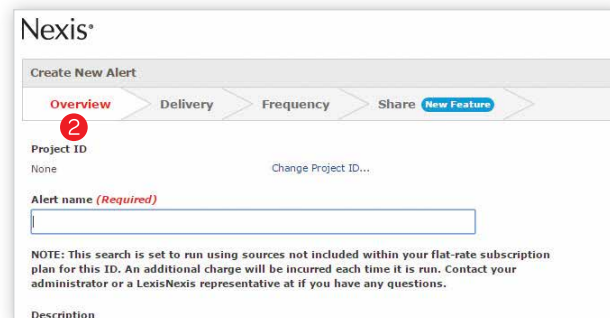 Nexis®
Create New Alert
Overview Delivery Frequency Share New Feature
2
Project ID
None Change Project ID...
Alert name (Required)
NOTE: This search is set to run using sources not included within your flat-rate subscription
plan for this ID. An additional charge will be incurred each time it is run. Contact your
administrator or a LexisNexis representative at if you have any questions.
Description